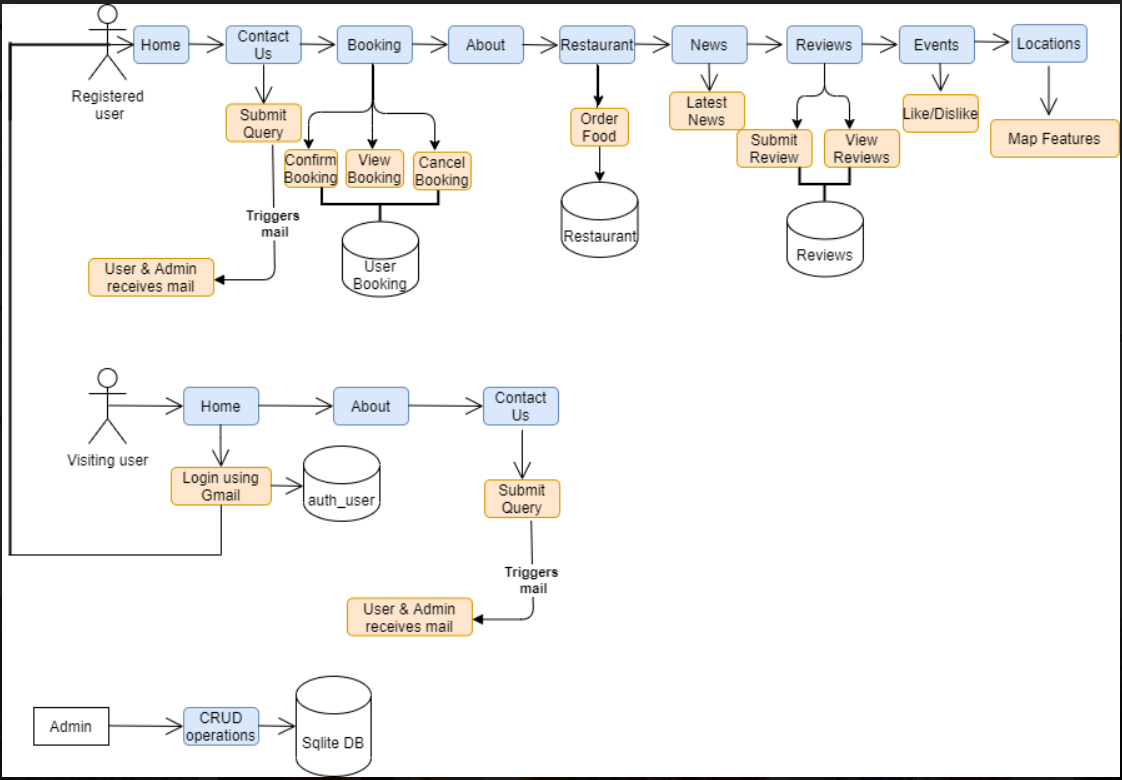 Home
Contact
Us
Booking
About
Restaurant
News
Reviews
Events
Locations
Registered
user
Submit
Query
Confirm
Booking
View
Booking
Cancel
Booking
Order
Food
Latest
News
Submit
Review
View
Reviews
Like/Dislike
Map Features
Triggers
mail
User & Admin
receives mail
User
Booking
Restaurant
Reviews
Visiting user
Home
About
Contact
Us
Login using
Gmail
auth_user
Submit
Query
Triggers
mail
User & Admin
receives mail
Admin
CRUD
operations
Sqlite DB